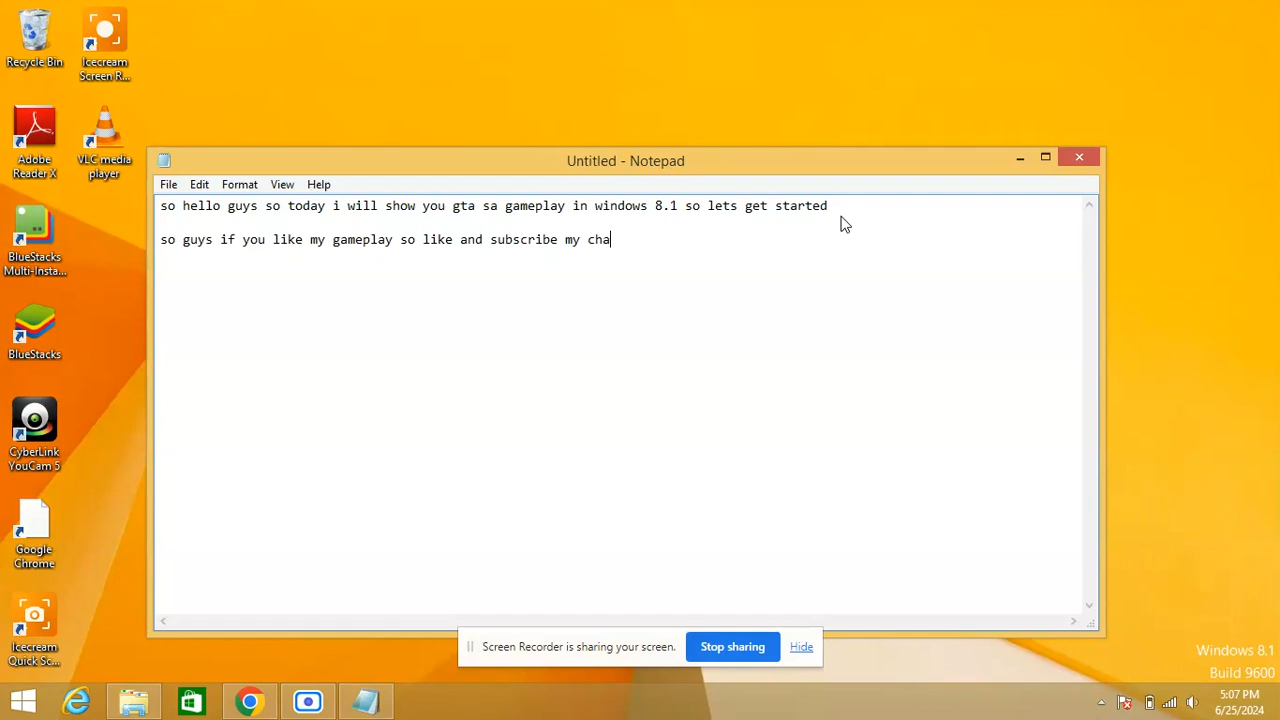 Recycle Bin
Icecream
Screen R...
Adobe
Reader X
VLC media
player
BlueStacks
Multi-Insta...
BlueStacks
CyberLink
YouCam 5
Google
Chrome
Icecream
Quick Sc...
Untitled - Notepad
File Edit Format View Help
so hello guys so today i will show you gta sa gameplay in windows 8.1 so lets get started
so guys if you like my gameplay so like and subscribe my cha
Screen Recorder is sharing your screen. Stop sharing Hide
Windows 8.1
Build 9600
5:07 PM
6/25/2024